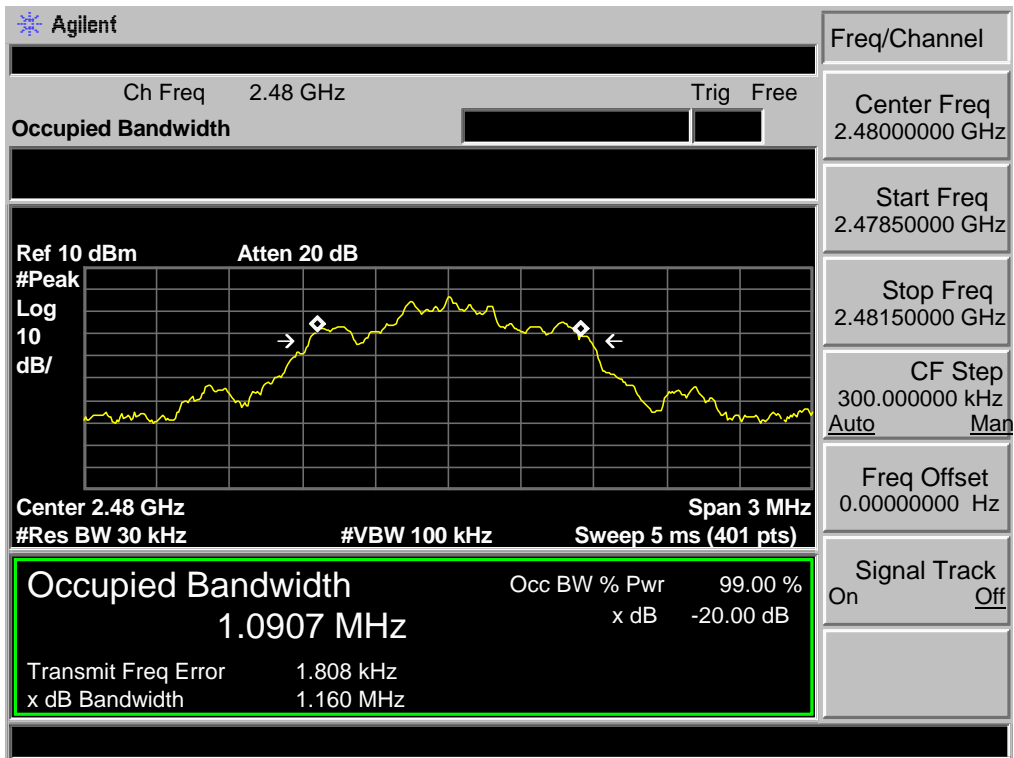 Agilent
Ch Freq 2.48 GHz Trig Free
Occupied Bandwidth
Ref 10 dBm Atten 20 dB
#Peak
Log
10
dB/
Center 2.48 GHz Span 3 MHz
#Res BW 30 kHz #VBW 100 kHz Sweep 5 ms (401 pts)
Occupied Bandwidth
1.0907 MHz
Occ BW % Pwr 99.00 %
x dB -20.00 dB
Transmit Freq Error 1.808 kHz
x dB Bandwidth 1.160 MHz
Freq/Channel
Center Freq
2.48000000 GHz
Start Freq
2.47850000 GHz
Stop Freq
2.48150000 GHz
CF Step
300.000000 kHz
Auto Man
Freq Offset
0.00000000 Hz
Signal Track
On Off